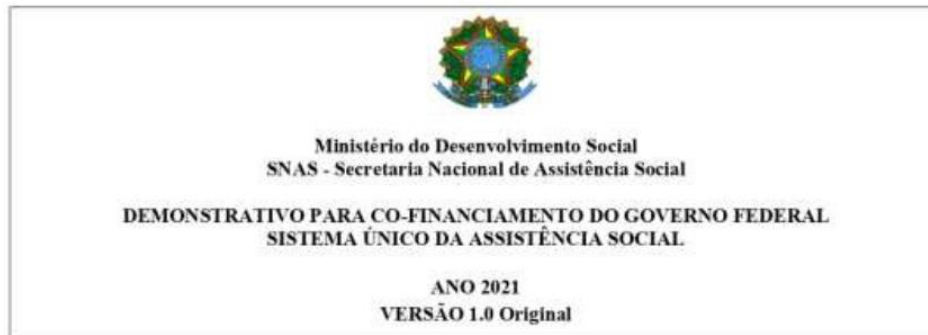 Ministério do Desenvolvimento Social
SNAS - Secretaria Nacional de Assistência Social
DEMONSTRATIVO PARA CO-FINANCIAMENTO DO GOVERNO FEDERAL
SISTEMA ÚNICO DA ASSISTÊNCIA SOCIAL
ANO 2021
VERSÃO 1.0 Original